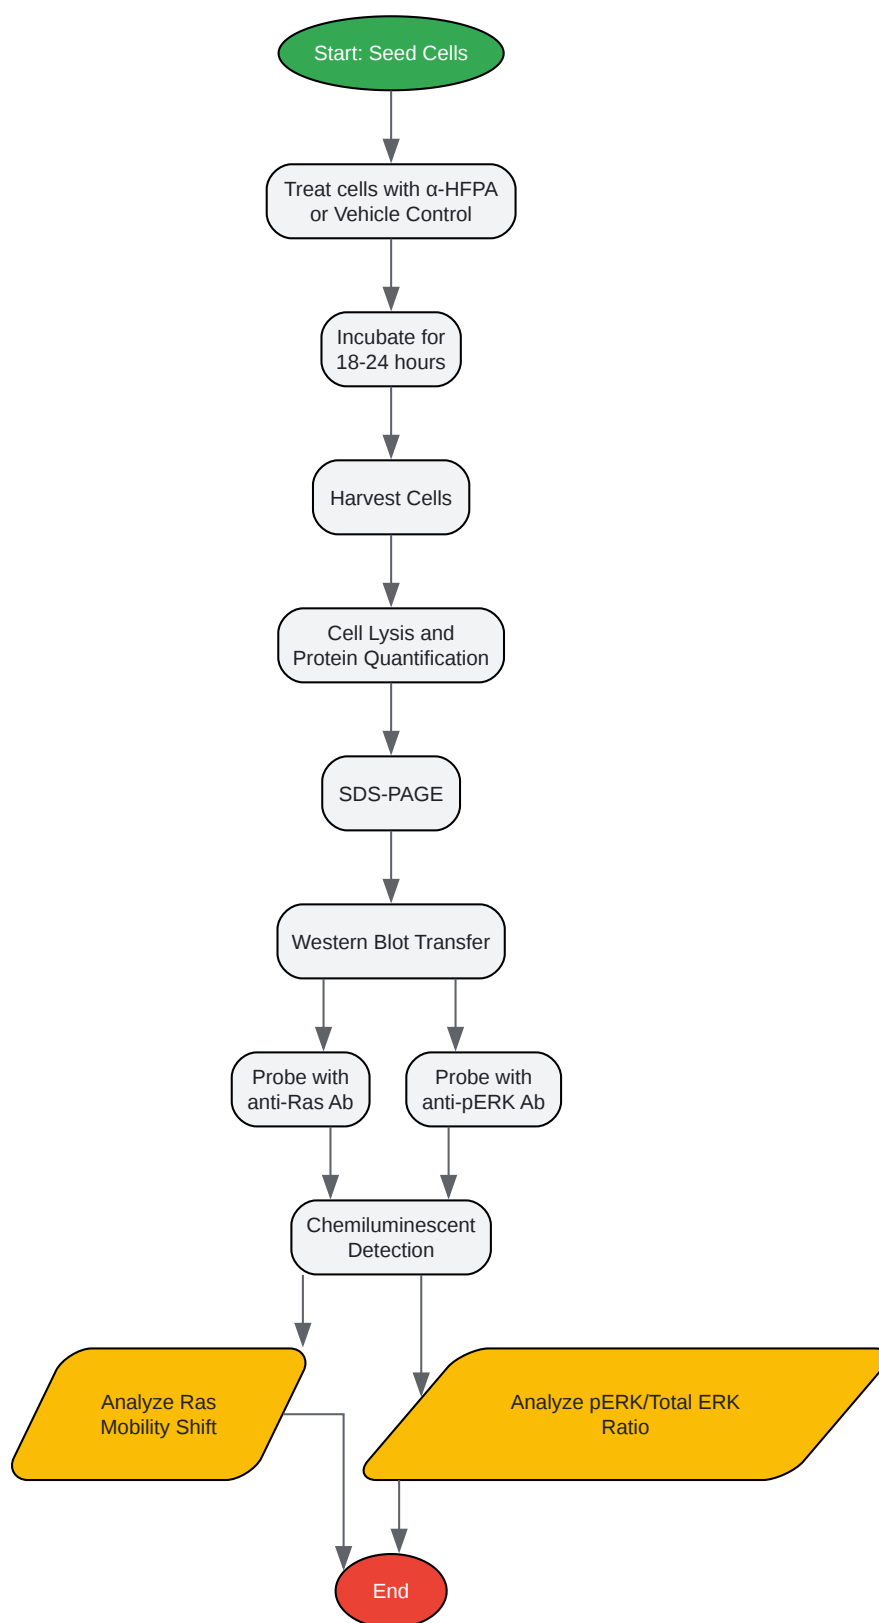 Start: Seed Cells
Treat cells with α-HFPA
or Vehicle Control
Incubate for
18-24 hours
Harvest Cells
Cell Lysis and
Protein Quantification
SDS-PAGE
Western Blot Transfer
Probe with
anti-Ras Ab
Probe with
anti-pERK Ab
Chemiluminescent
Detection
Analyze Ras
Mobility Shift
Analyze pERK/Total ERK
Ratio
End